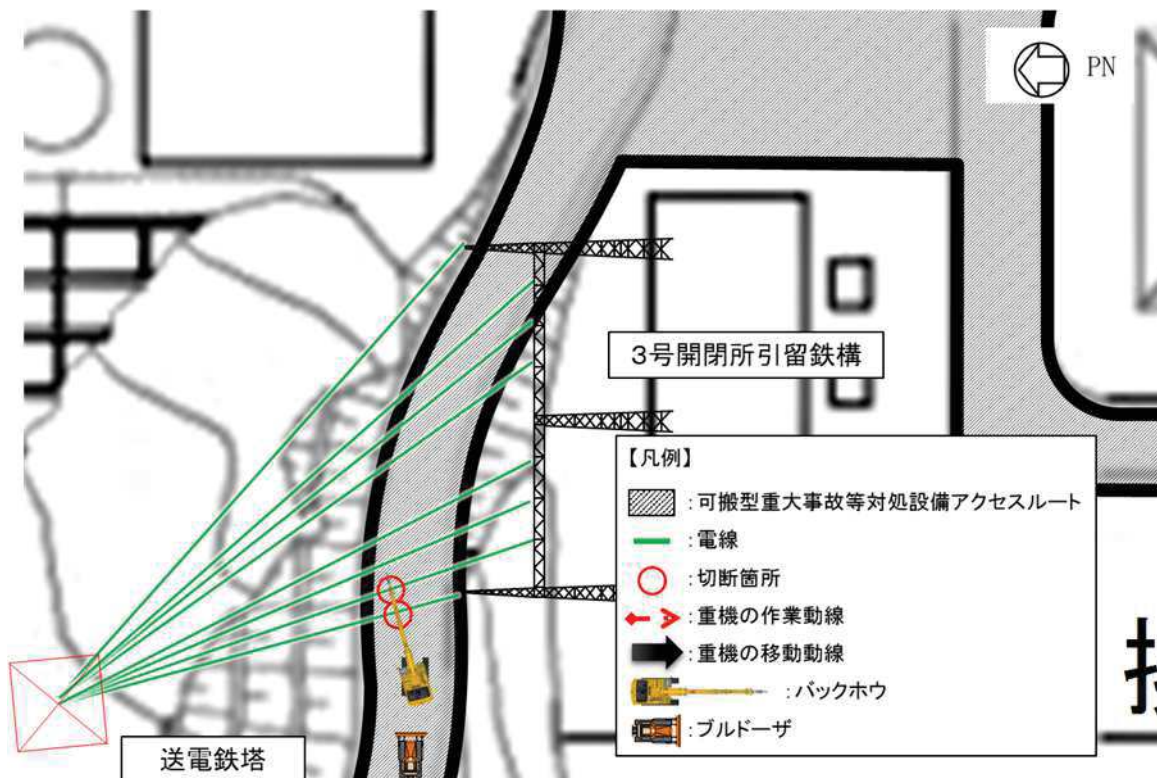 PN
3号開閉所引留鉄構
【凡例】
:可搬型重大事故等対処設備アクセスルート
:電線
:切断箇所
:重機の作業動線
:重機の移動動線
:バックホウ
:ブルドーザ
送電鉄塔